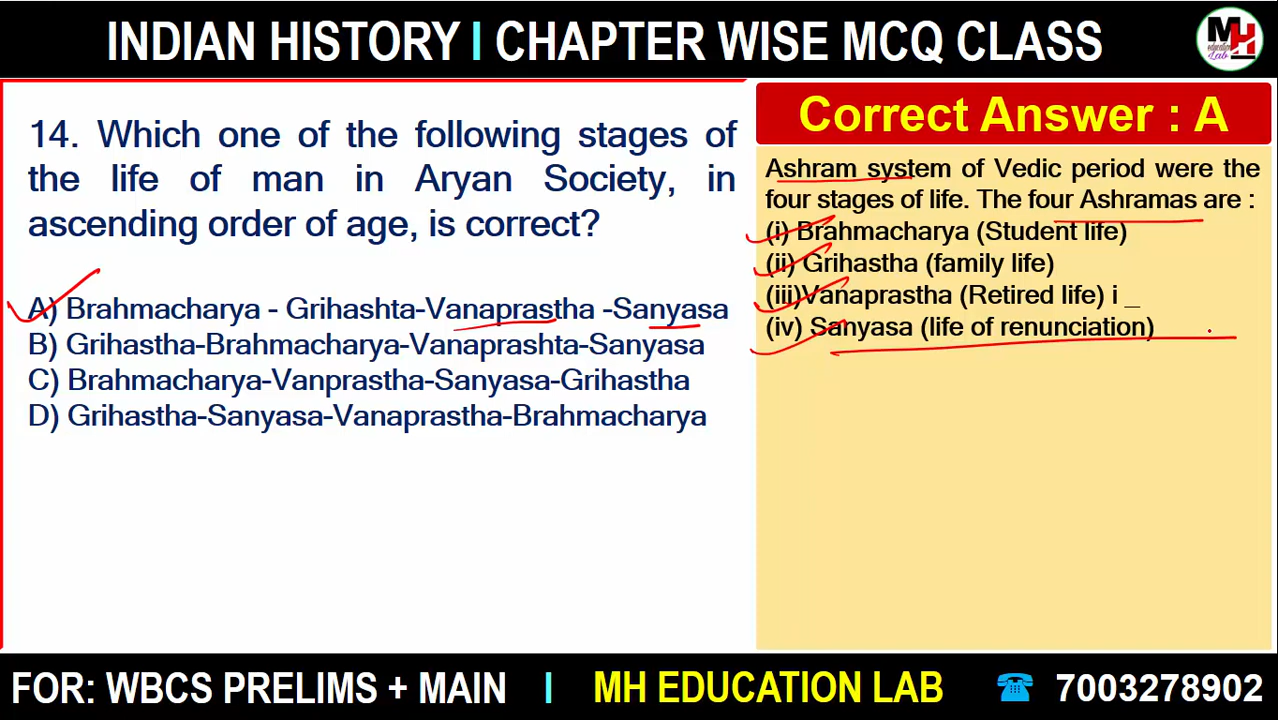 INDIAN HISTORY I CHAPTER WISE MCQ CLASS
MH
education
Lab
14. Which one of the following stages of
the life of man in Aryan Society, in
ascending order of age, is correct?
A) Brahmacharya - Grihashta-Vanaprastha -Sanyasa
B) Grihastha-Brahmacharya-Vanaprashta-Sanyasa
C) Brahmacharya-Vanprastha-Sanyasa-Grihastha
D) Grihastha-Sanyasa-Vanaprastha-Brahmacharya
Correct Answer : A
Ashram system of Vedic period were the
four stages of life. The four Ashramas are :
(i) Brahmacharya (Student life)
(ii) Grihastha (family life)
(iii)Vanaprastha (Retired life) i _
(iv) Sanyasa (life of renunciation)
FOR: WBCS PRELIMS + MAIN I MH EDUCATION LAB ☎ 7003278902